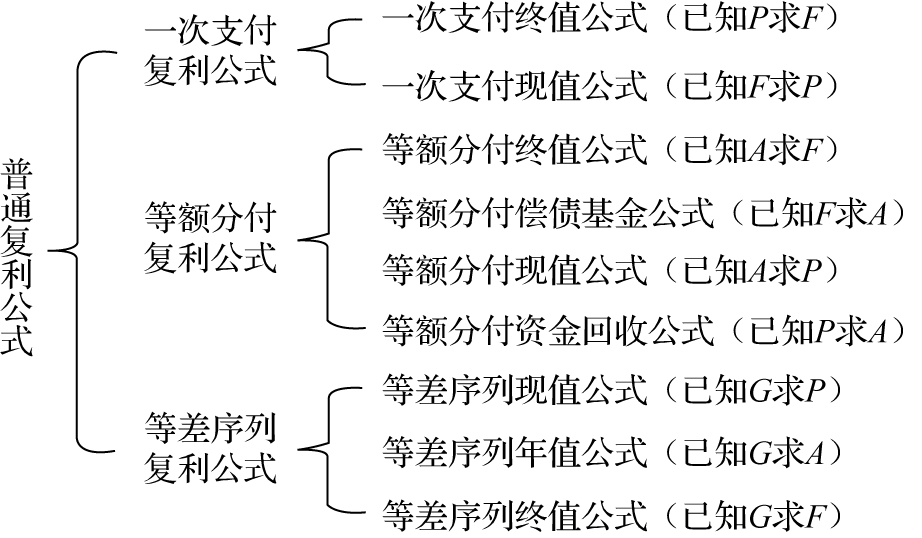 普通复利公式
一次支付
复利公式
一次支付终值公式（已知P求F）
一次支付现值公式（已知F求P）
等额分付
复利公式
等额分付终值公式（已知A求F）
等额分付偿债基金公式（已知F求A）
等额分付现值公式（已知A求P）
等额分付资金回收公式（已知P求A）
等差序列
复利公式
等差序列现值公式（已知G求P）
等差序列年值公式（已知G求A）
等差序列终值公式（已知G求F）